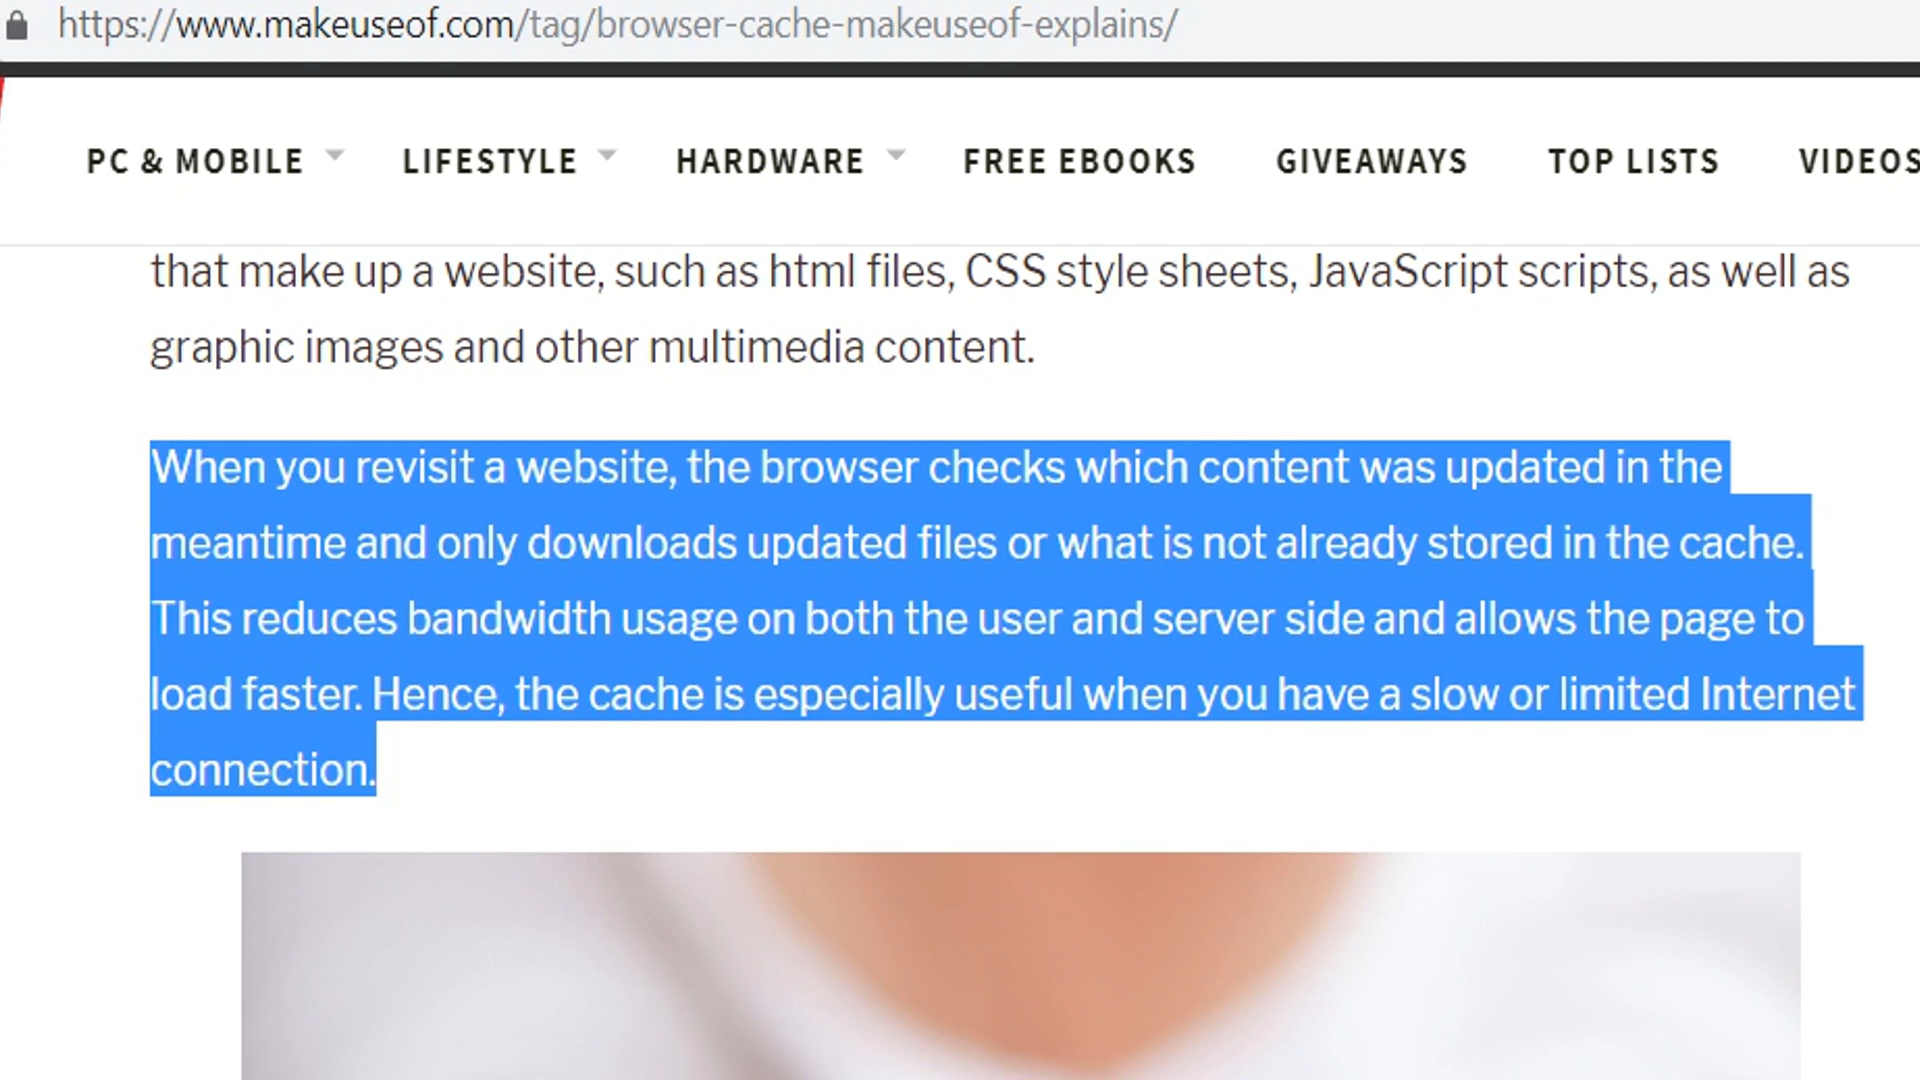 https://www.makeuseof.com/tag/browser-cache-makeuseof-explains/
PC & MOBILE LIFESTYLE HARDWARE FREE EBOOKS GIVEAWAYS TOP LISTS VIDEOS
that make up a website, such as html files, CSS style sheets, JavaScript scripts, as well as
graphic images and other multimedia content.
When you revisit a website, the browser checks which content was updated in the
meantime and only downloads updated files or what is not already stored in the cache.
This reduces bandwidth usage on both the user and server side and allows the page to
load faster. Hence, the cache is especially useful when you have a slow or limited Internet
connection.